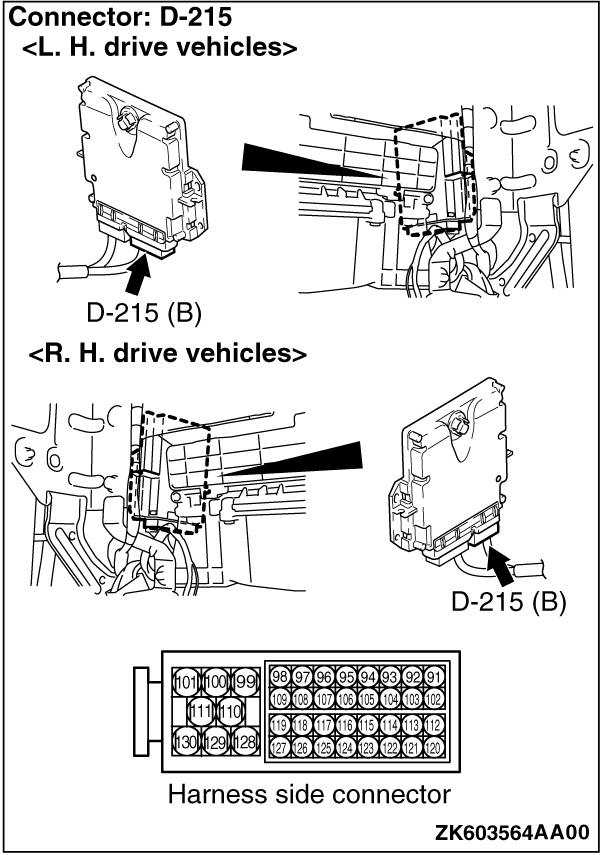 Connector: D-215
<L. H. drive vehicles>
D-215 (B)
<R. H. drive vehicles>
D-215 (B)
101 100 99 98 97 96 95 94 93 92 91
109 108 107 106 105 104 103 102
111 110 119 118 117 116 115 114 113 112
130 129 128 127 126 125 124 123 122 121 120
Harness side connector
ZK603564AA00